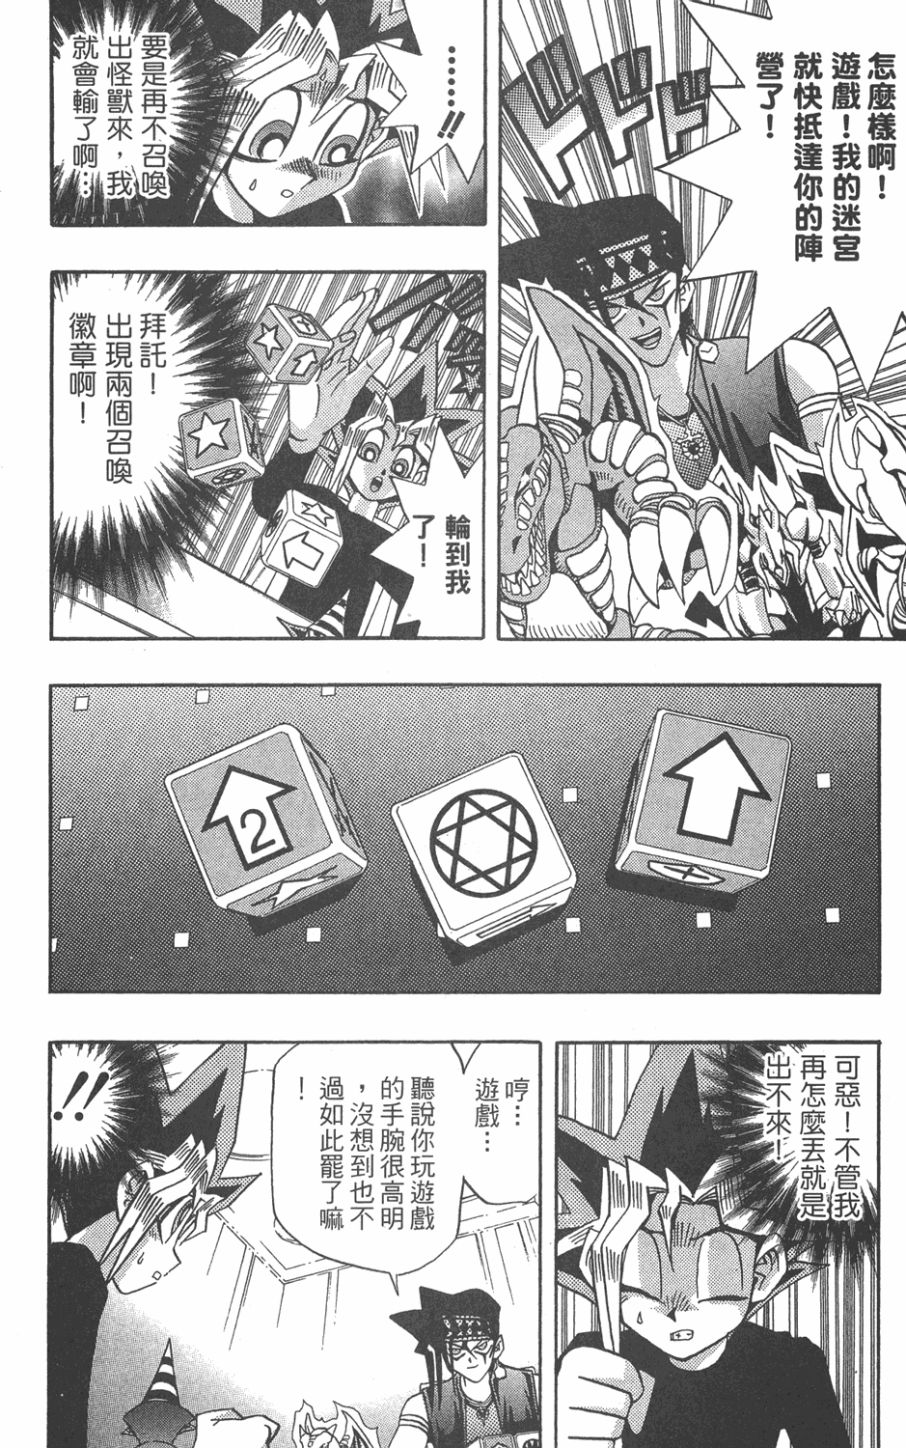 怎麼樣啊！
遊戲！我的迷宮
就快抵達你的陣
營了！
ドドド
……!!
要是再不召喚
出怪獸來，我
就會輸了啊…
輪到我
了！
拜託！
出現兩個召喚
徽章啊！
2
可惡！不管我
再怎麼丟就是
出不來！
哼…
遊戲…
聽說你玩遊戲
的手腕很高明
，沒想到也不
過如此罷了嘛
！
!!